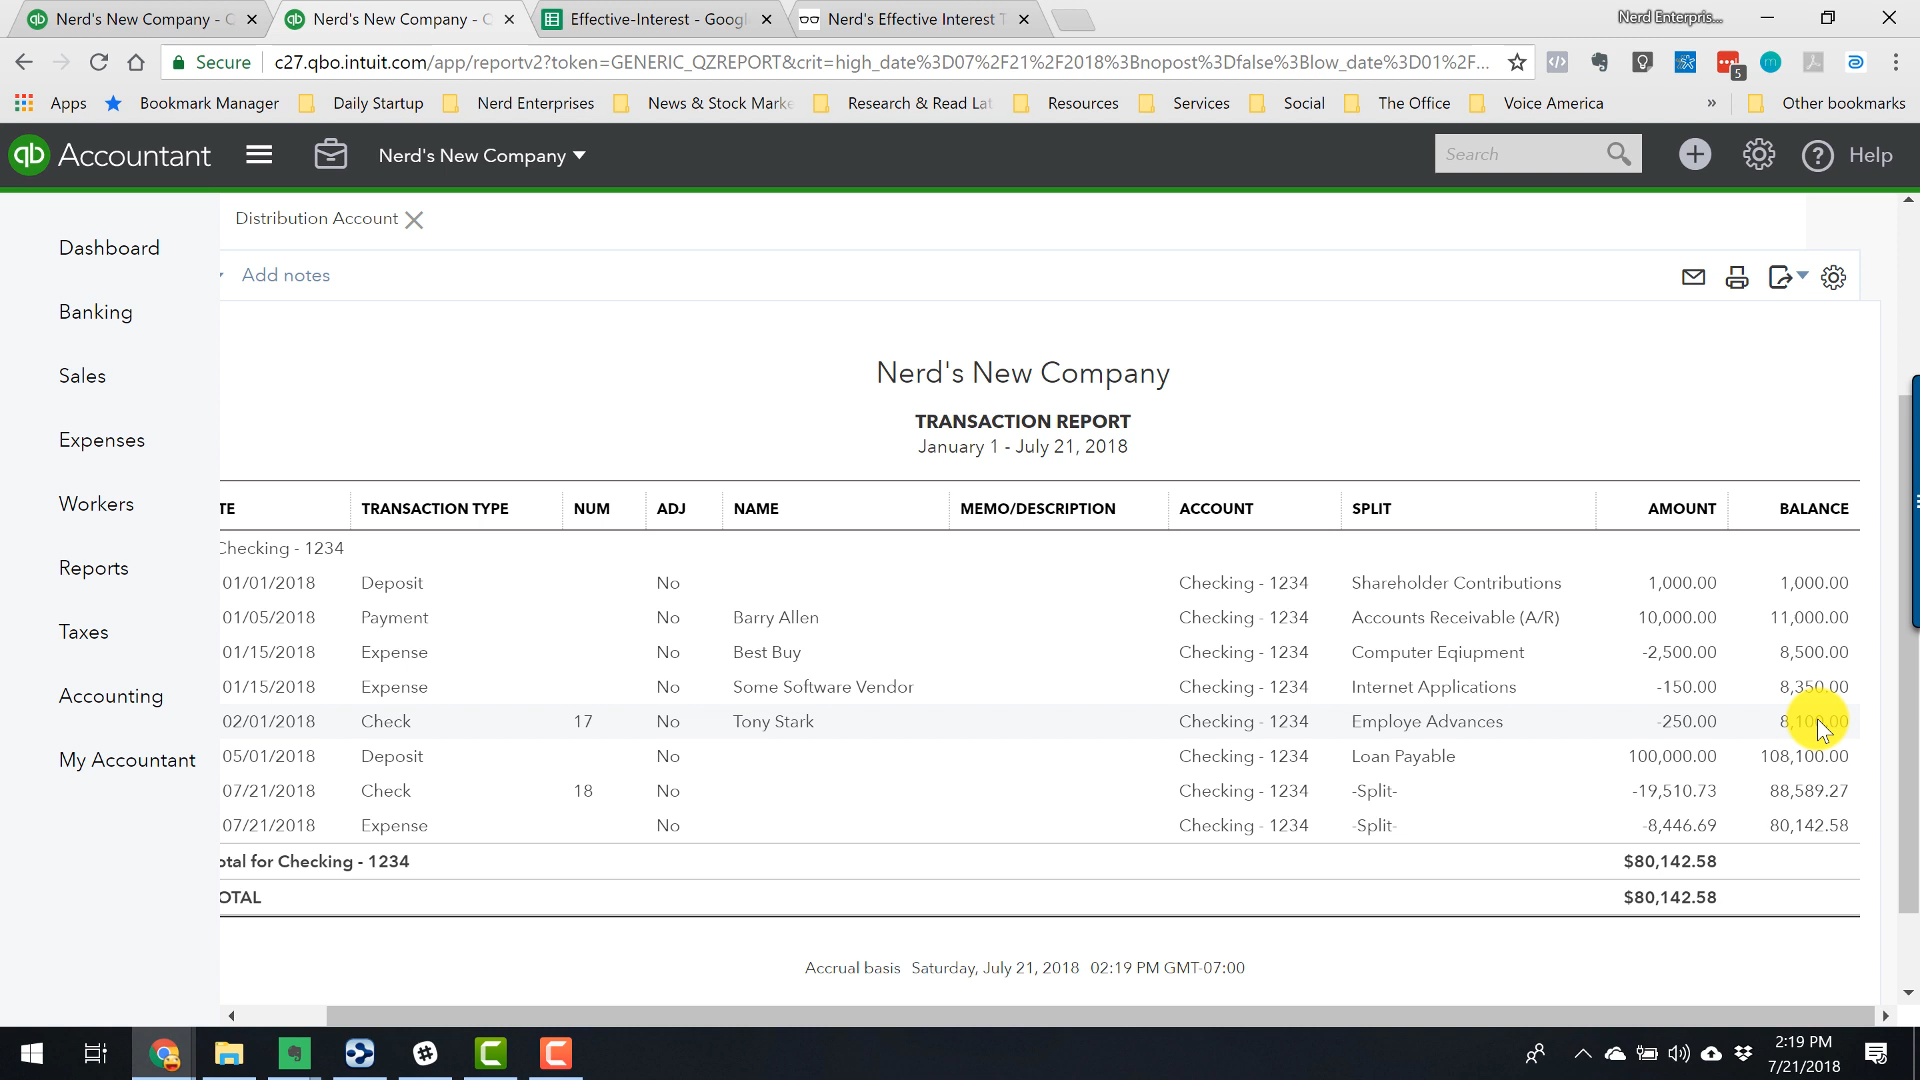 Nerd's New Company - C
Nerd's New Company - Q
Effective-Interest - Googl
Nerd's Effective Interest T
Nerd Enterpris...
Secure
c27.qbo.intuit.com/app/reportv2?token=GENERIC_QZREPORT&crit=high_date%3D07%2F21%2F2018%3Bnopost%3Dfalse%3Blow_date%3D01%2F...
5
Apps
Bookmark Manager
Daily Startup
Nerd Enterprises
News & Stock Marke
Research & Read Lat
Resources
Services
Social
The Office
Voice America
»
Other bookmarks
qb Accountant
Nerd's New Company
Search
Help
Dashboard
Banking
Sales
Expenses
Workers
Reports
Taxes
Accounting
My Accountant
Distribution Account
Add notes
Nerd's New Company
TRANSACTION REPORT
January 1 - July 21, 2018
TE TRANSACTION TYPE NUM ADJ NAME MEMO/DESCRIPTION ACCOUNT SPLIT AMOUNT BALANCE
Checking - 1234
01/01/2018 Deposit No Checking - 1234 Shareholder Contributions 1,000.00 1,000.00
01/05/2018 Payment No Barry Allen Checking - 1234 Accounts Receivable (A/R) 10,000.00 11,000.00
01/15/2018 Expense No Best Buy Checking - 1234 Computer Eqiupment -2,500.00 8,500.00
01/15/2018 Expense No Some Software Vendor Checking - 1234 Internet Applications -150.00 8,350.00
02/01/2018 Check 17 No Tony Stark Checking - 1234 Employe Advances -250.00 8,100.00
05/01/2018 Deposit No Checking - 1234 Loan Payable 100,000.00 108,100.00
07/21/2018 Check 18 No Checking - 1234 -Split- -19,510.73 88,589.27
07/21/2018 Expense No Checking - 1234 -Split- -8,446.69 80,142.58
otal for Checking - 1234 $80,142.58
OTAL $80,142.58
Accrual basis Saturday, July 21, 2018 02:19 PM GMT-07:00
2:19 PM
7/21/2018